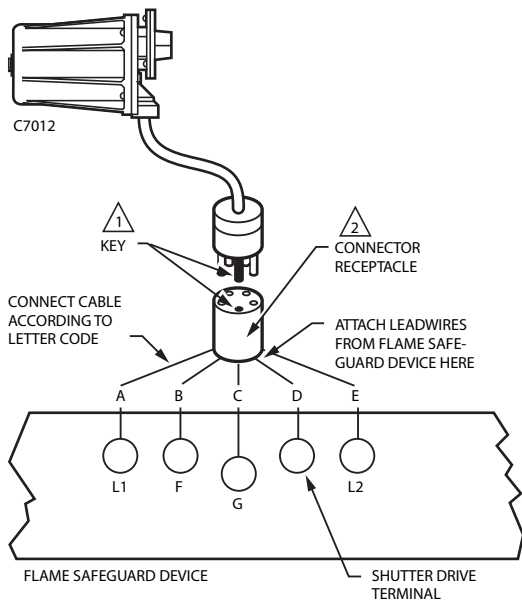 C7012
1
KEY
2
CONNECTOR
RECEPTACLE
CONNECT CABLE
ACCORDING TO
LETTER CODE
ATTACH LEADWIRES
FROM FLAME SAFE-
GUARD DEVICE HERE
A B C D E
L1 F G L2
FLAME SAFEGUARD DEVICE
SHUTTER DRIVE
TERMINAL